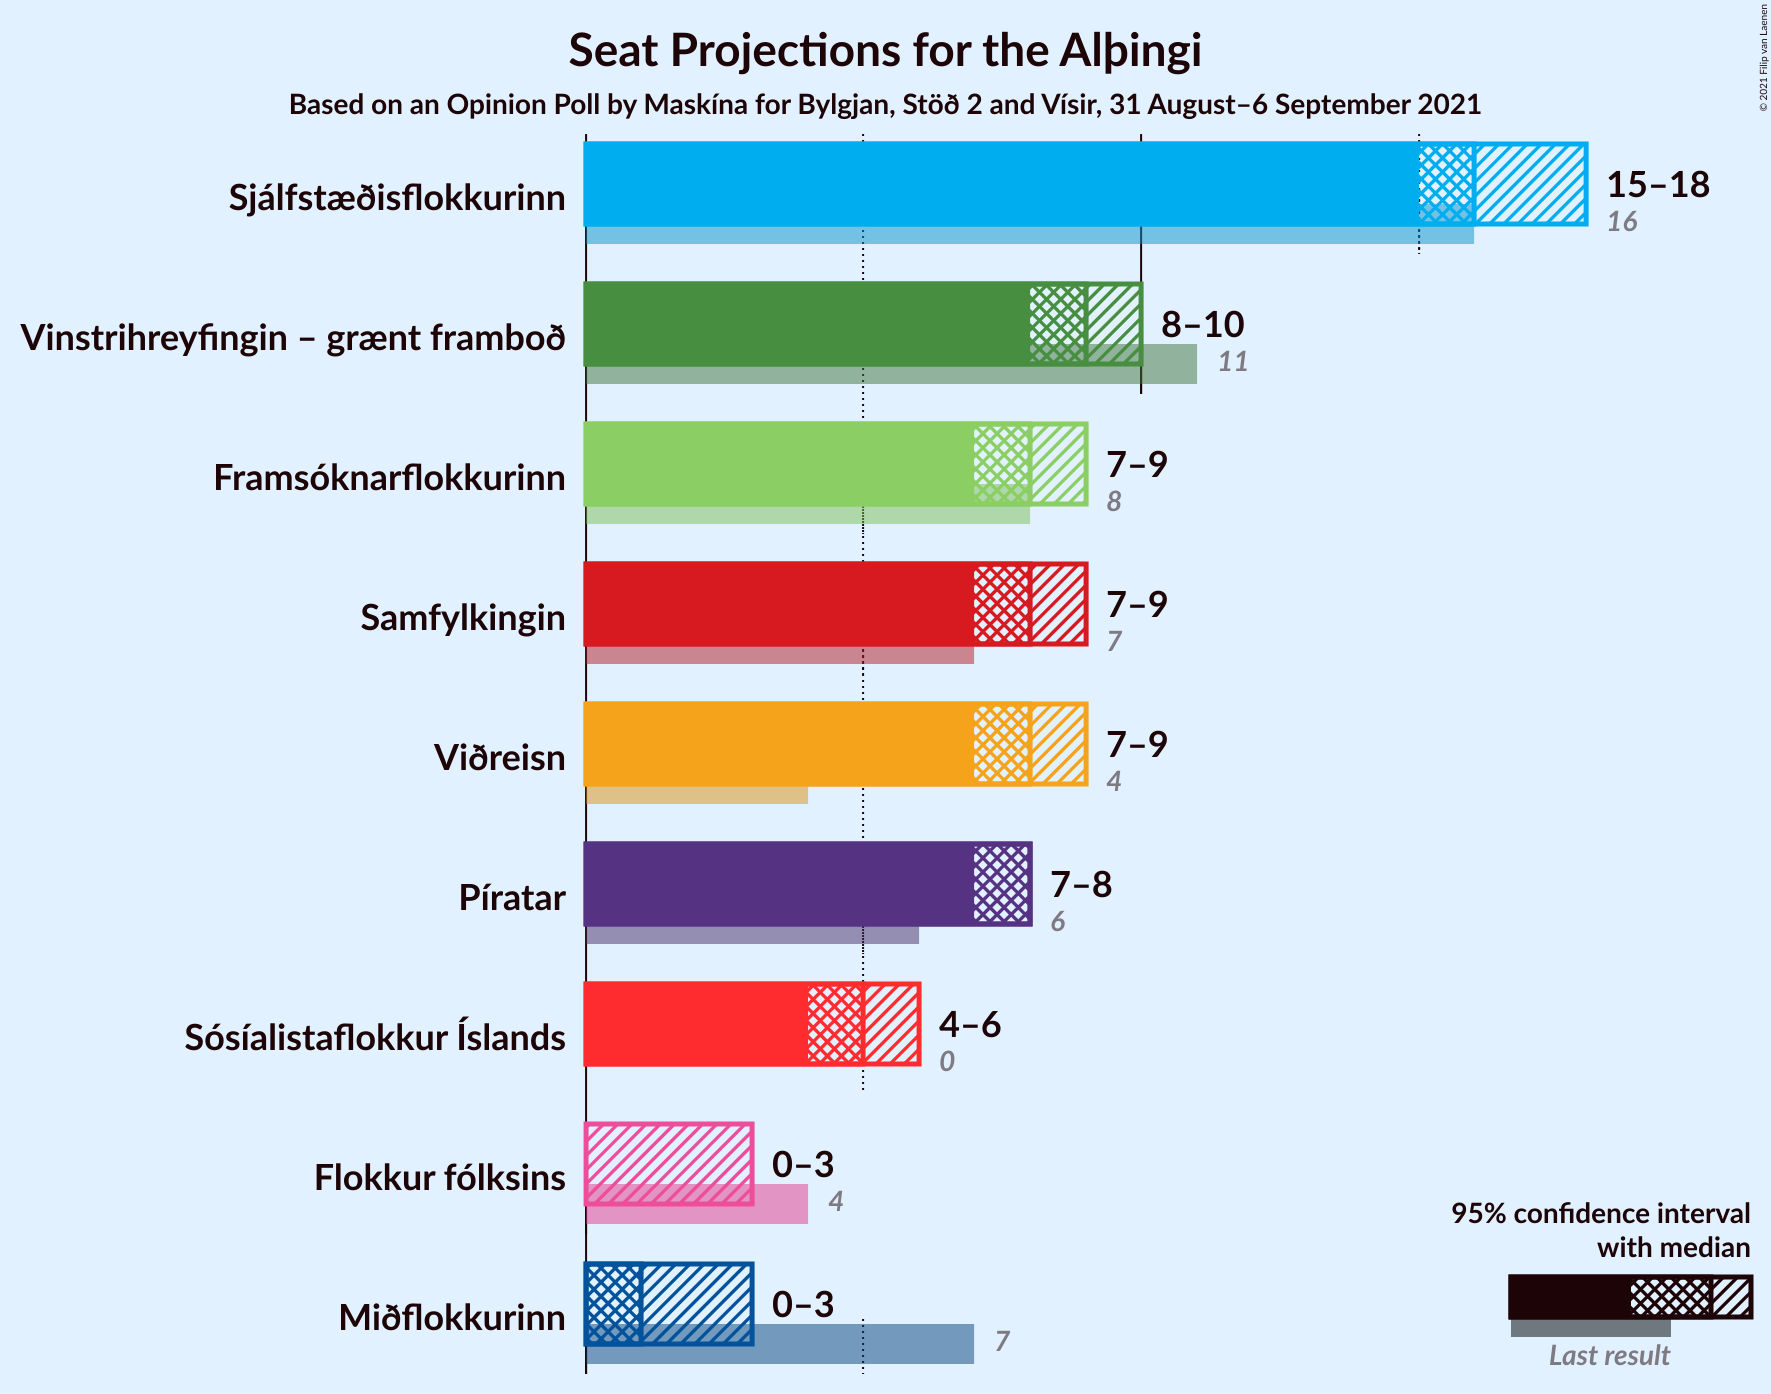 Seat Projections for the Alþingi
Based on an Opinion Poll by Maskína for Bylgjan, Stöð 2 and Vísir, 31 August–6 September 2021
© 2021 Filip van Laenen
Sjálfstæðisflokkurinn
15–18
16
Vinstrihreyfingin – grænt framboð
8–10
11
Framsóknarflokkurinn
7–9
8
Samfylkingin
7–9
7
Viðreisn
7–9
4
Píratar
7–8
6
Sósíalistaflokkur Íslands
4–6
0
Flokkur fólksins
0–3
4
Miðflokkurinn
0–3
7
95% confidence interval
with median
Last result